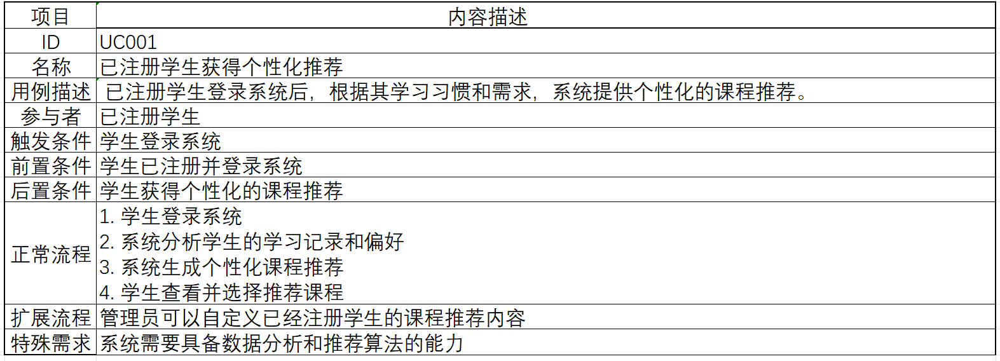 项目 内容描述
ID UC001
名称 已注册学生获得个性化推荐
用例描述 已注册学生登录系统后，根据其学习习惯和需求，系统提供个性化的课程推荐。
参与者 已注册学生
触发条件 学生登录系统
前置条件 学生已注册并登录系统
后置条件 学生获得个性化的课程推荐
正常流程
1. 学生登录系统
2. 系统分析学生的学习记录和偏好
3. 系统生成个性化课程推荐
4. 学生查看并选择推荐课程
扩展流程 管理员可以自定义已经注册学生的课程推荐内容
特殊需求 系统需要具备数据分析和推荐算法的能力